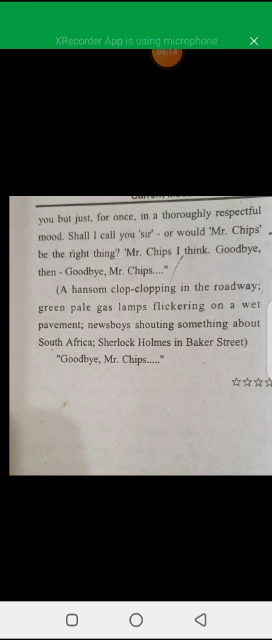 XRecorder App is using microphone
06:14
you but just, for once, in a thoroughly respectful
mood. Shall I call you 'sir' - or would 'Mr. Chips'
be the right thing? 'Mr. Chips I think. Goodbye,
then - Goodbye, Mr. Chips...."
(A hansom clop-clopping in the roadway;
green pale gas lamps flickering on a wet
pavement; newsboys shouting something about
South Africa; Sherlock Holmes in Baker Street)
"Goodbye, Mr. Chips....."